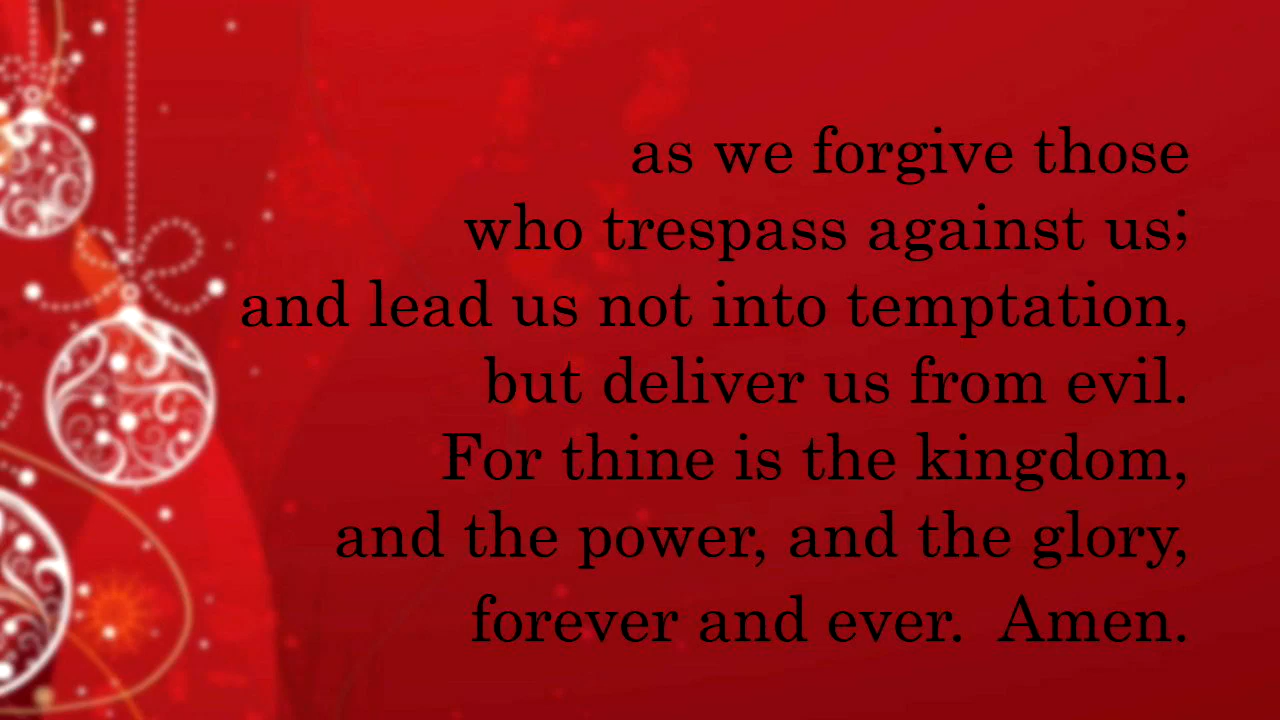 as we forgive those
who trespass against us;
and lead us not into temptation,
but deliver us from evil.
For thine is the kingdom,
and the power, and the glory,
forever and ever.  Amen.